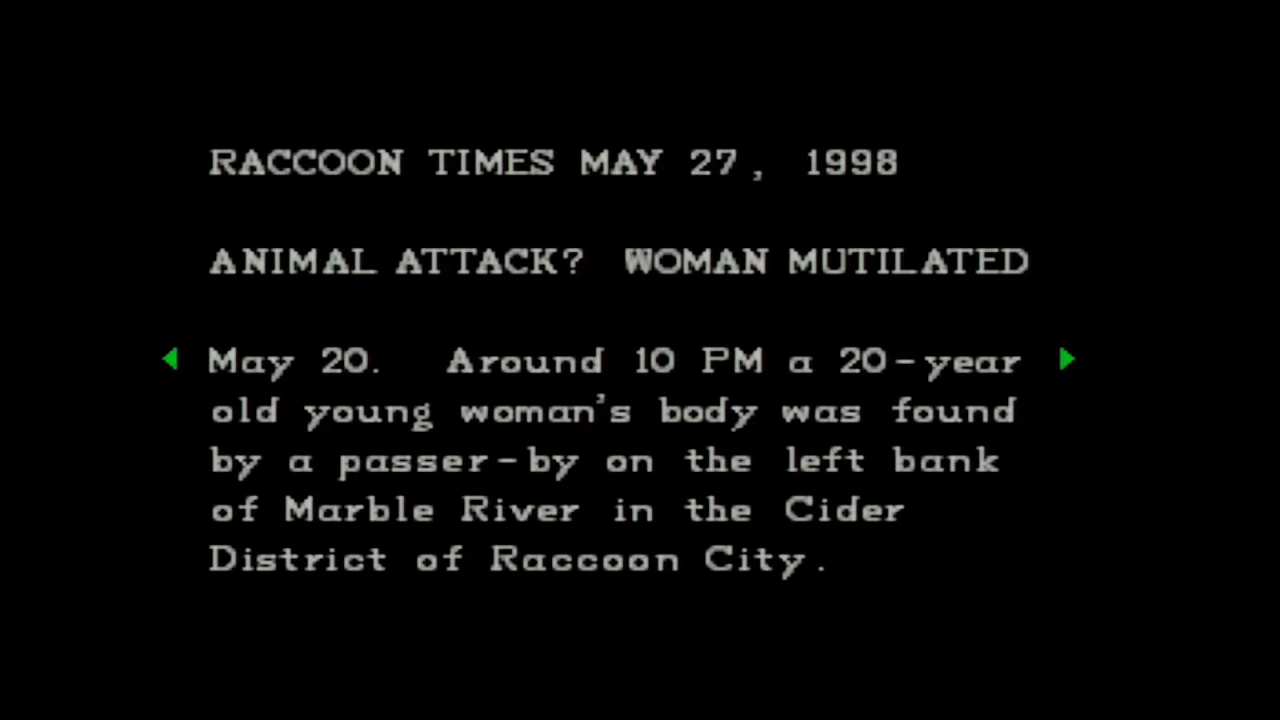 RACCOON TIMES MAY 27, 1998
ANIMAL ATTACK? WOMAN MUTILATED
May 20. Around 10 PM a 20-year
old young woman's body was found
by a passer-by on the left bank
of Marble River in the Cider
District of Raccoon City.